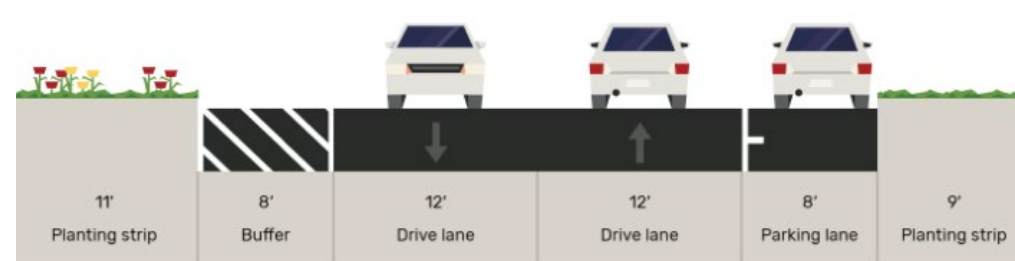 11' 8' 12' 12' 8' 9'
Planting strip Buffer Drive lane Drive lane Parking lane Planting strip